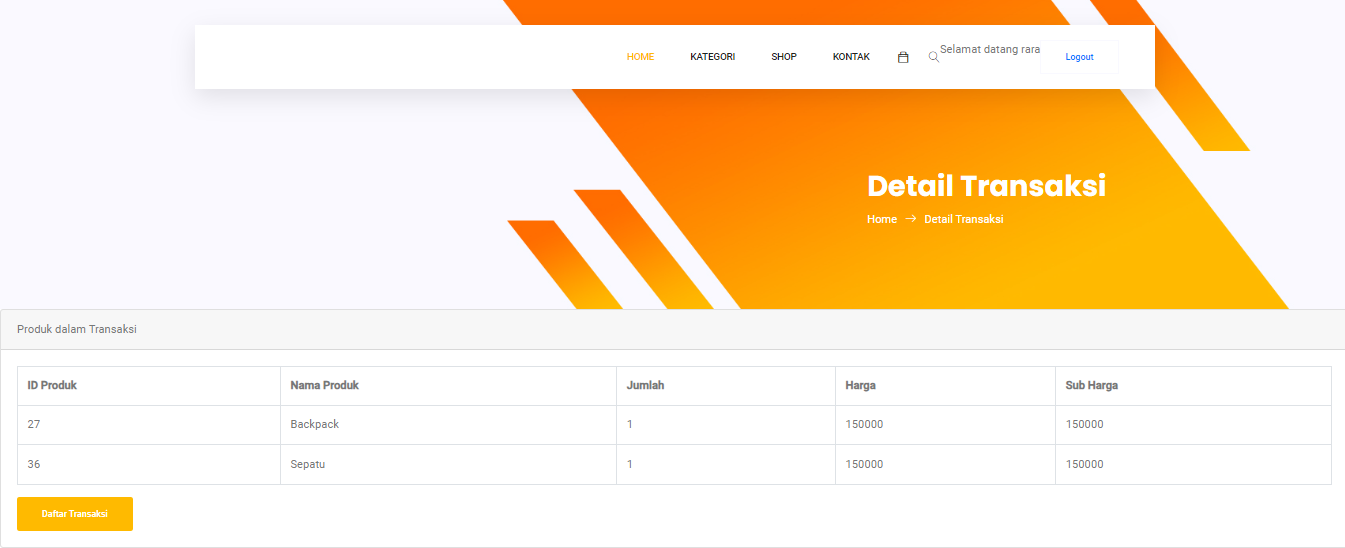 HOME KATEGORI SHOP KONTAK Selamat datang rara Logout
Detail Transaksi
Home → Detail Transaksi
Produk dalam Transaksi
ID Produk Nama Produk Jumlah Harga Sub Harga
27 Backpack 1 150000 150000
36 Sepatu 1 150000 150000
Daftar Transaksi